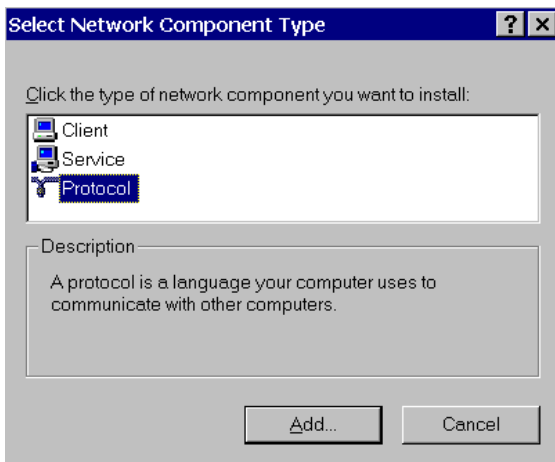 Select Network Component Type
Click the type of network component you want to install:
Client
Service
Protocol
Description
A protocol is a language your computer uses to
communicate with other computers.
Add... Cancel